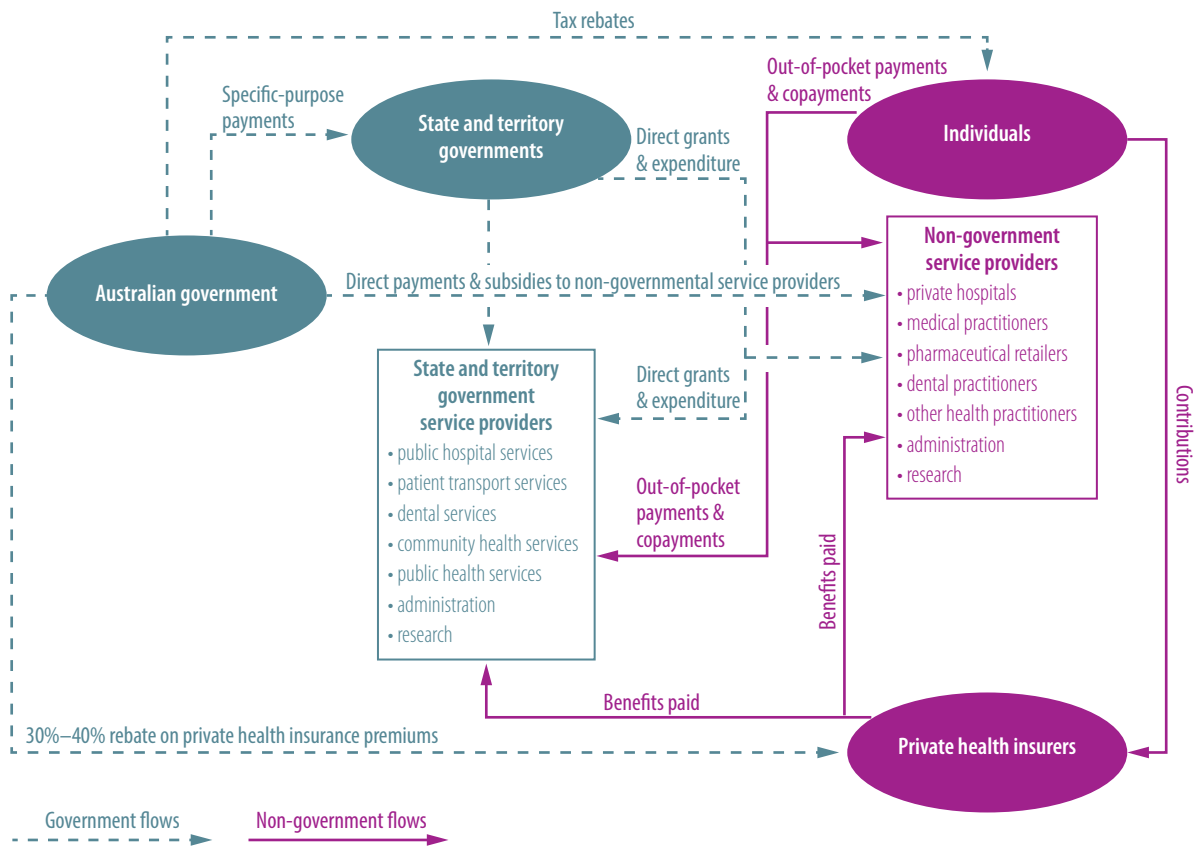 Tax rebates
Out-of-pocket payments
& copayments
Specific-purpose
payments
State and territory
governments
Direct grants
& expenditure
Individuals
Non-government
service providers
• private hospitals
• medical practitioners
• pharmaceutical retailers
• dental practitioners
• other health practitioners
• administration
• research
Australian government
Direct payments & subsidies to non-governmental service providers
State and territory
government
service providers
• public hospital services
• patient transport services
• dental services
• community health services
• public health services
• administration
• research
Direct grants
& expenditure
Out-of-pocket
payments &
copayments
Contributions
Benefits paid
Benefits paid
30%–40% rebate on private health insurance premiums
Private health insurers
Government flows
Non-government flows